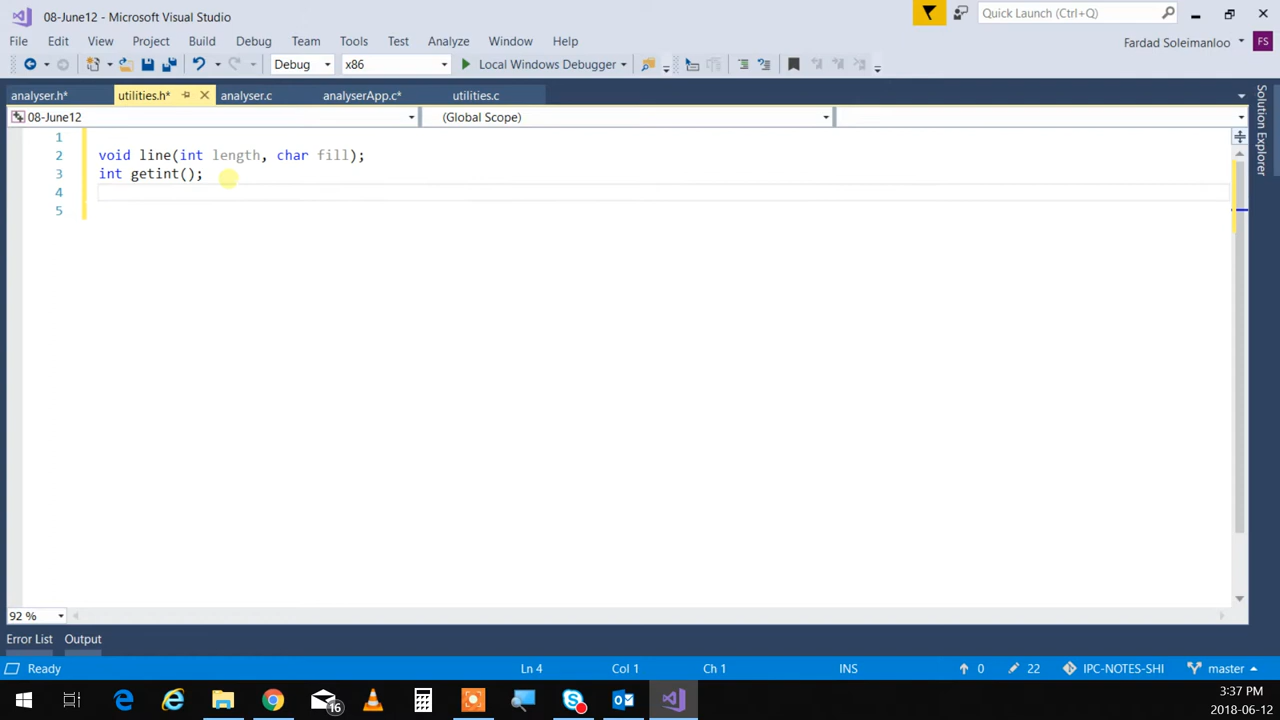 08-June12 - Microsoft Visual Studio
Quick Launch (Ctrl+Q)
File Edit View Project Build Debug Team Tools Test Analyze Window Help
Fardad Soleimanloo FS
Debug x86 Local Windows Debugger
analyser.h* utilities.h* analyser.c analyserApp.c* utilities.c
08-June12 (Global Scope)
Solution Explorer
1
2 void line(int length, char fill);
3 int getint();
4
5
92 %
Error List Output
Ready Ln 4 Col 1 Ch 1 INS 0 22 IPC-NOTES-SHI master
16
3:37 PM
2018-06-12